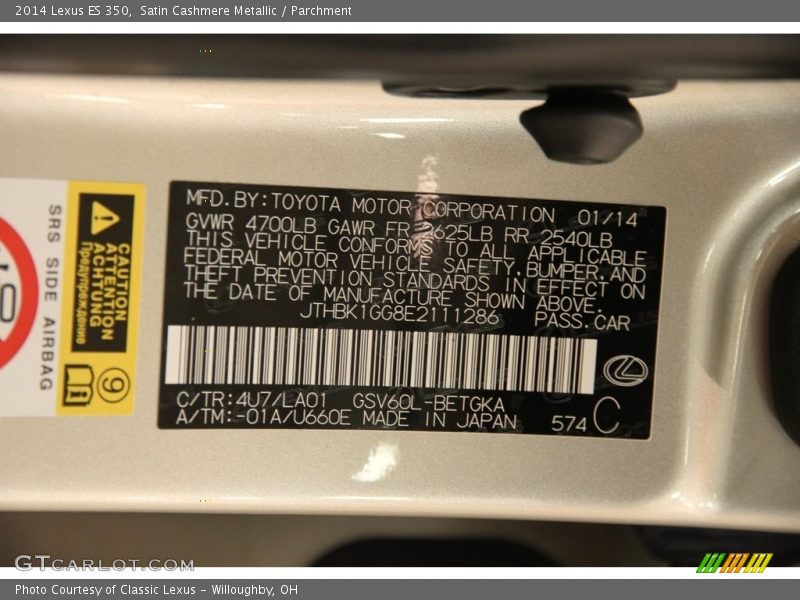 2014 Lexus ES 350, Satin Cashmere Metallic / Parchment
SRS SIDE AIRBAG
CAUTION
ACHTUNG
ATTENTION
Предупреждение
9
MFD. BY: TOYOTA MOTOR CORPORATION 01/14
GVWR 4700LB GAWR FR 2625LB RR 2540LB
THIS VEHICLE CONFORMS TO ALL APPLICABLE
FEDERAL MOTOR VEHICLE SAFETY, BUMPER, AND
THEFT PREVENTION STANDARDS IN EFFECT ON
THE DATE OF MANUFACTURE SHOWN ABOVE.
JTHBK1GG8E2111286 PASS. CAR
C/TR: 4U7/LA01 GSV60L-BETGKA
A/TM: -01A/U660E MADE IN JAPAN 574 C
GTCARLOT.COM
Photo Courtesy of Classic Lexus - Willoughby, OH